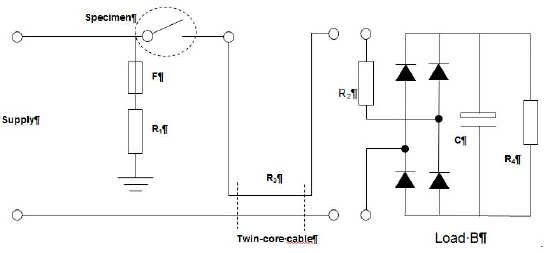 Specimen¶
F¶
R₂¶
Supply¶
R₁¶
C¶
R₄¶
R₃¶
Twin-core-cable¶
Load·B¶